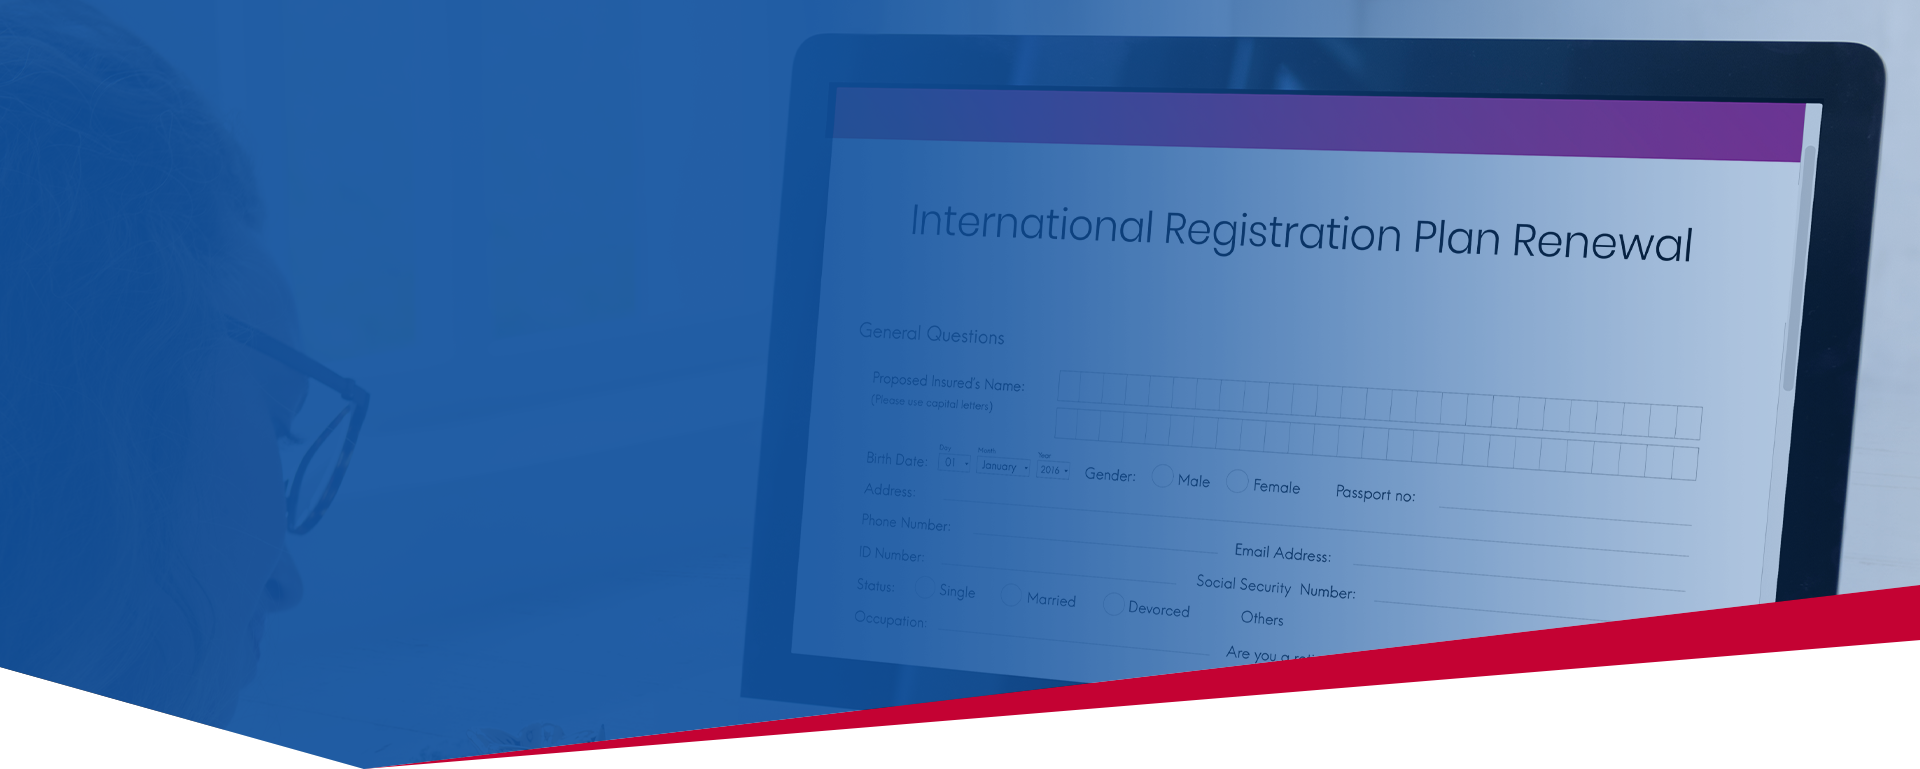 International Registration Plan Renewal
General Questions
Proposed Insured's Name:
(Please use capital letters)
Day Month Year
Birth Date: 01 January 2016 Gender: Male Female Passport no:
Address:
Phone Number: Email Address:
ID Number: Social Security Number:
Status: Single Married Devorced Others
Occupation: Are you a